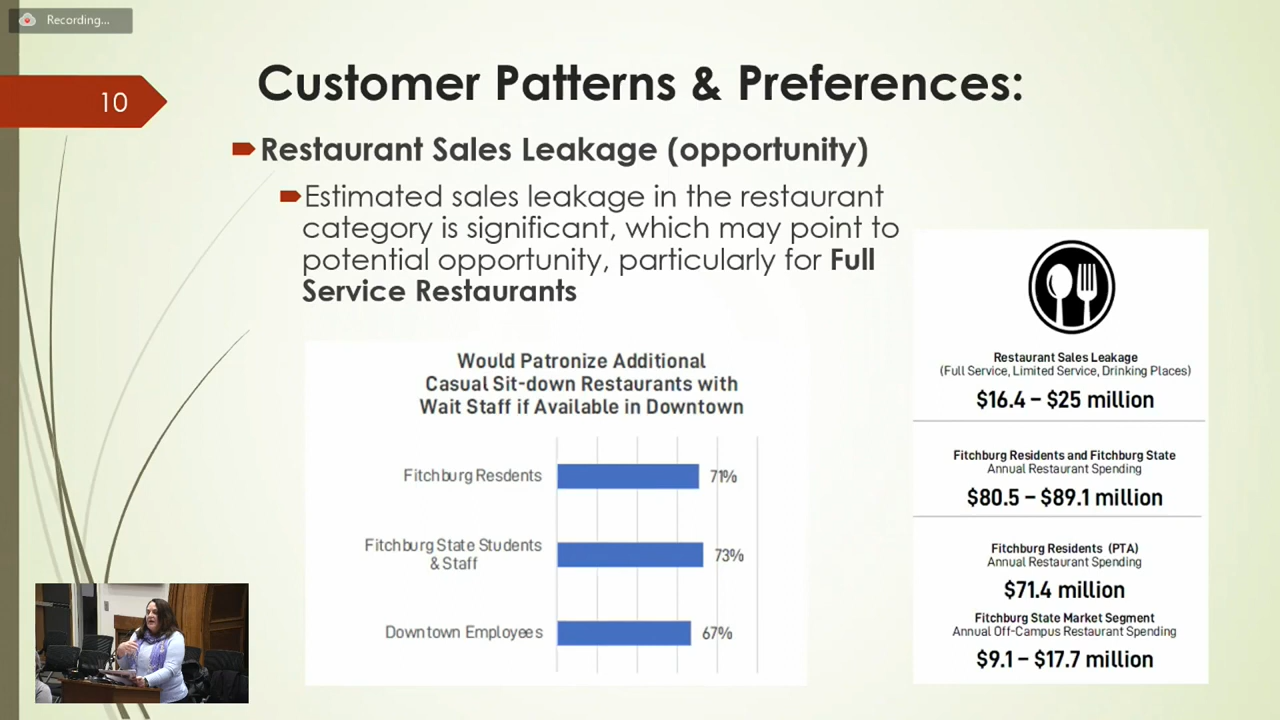 Recording...
10
Customer Patterns & Preferences:
Restaurant Sales Leakage (opportunity)
Estimated sales leakage in the restaurant
category is significant, which may point to
potential opportunity, particularly for Full
Service Restaurants
Would Patronize Additional
Casual Sit-down Restaurants with
Wait Staff if Available in Downtown
Fitchburg Resdents
71%
Fitchburg State Students
& Staff
73%
Downtown Employees
67%
Restaurant Sales Leakage
(Full Service, Limited Service, Drinking Places)
$16.4 – $25 million
Fitchburg Residents and Fitchburg State
Annual Restaurant Spending
$80.5 – $89.1 million
Fitchburg Residents (PTA)
Annual Restaurant Spending
$71.4 million
Fitchburg State Market Segment
Annual Off-Campus Restaurant Spending
$9.1 – $17.7 million